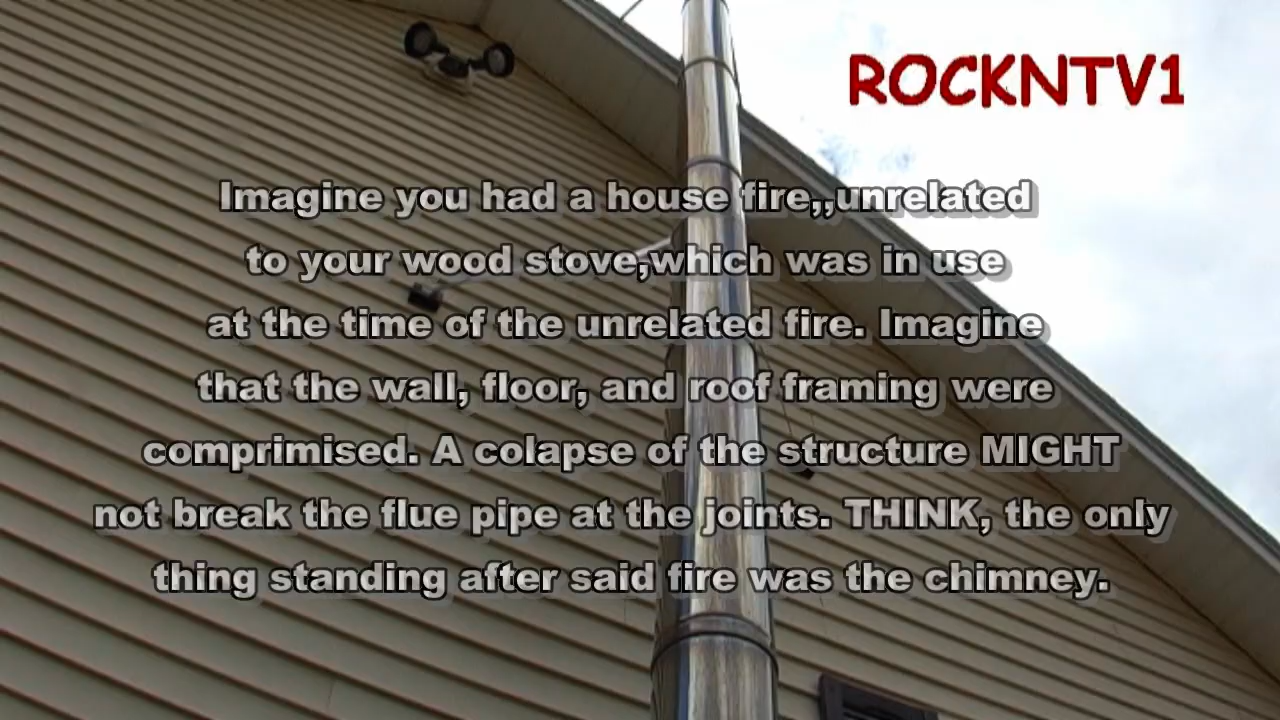 ROCKNTV1
Imagine you had a house fire,,unrelated
to your wood stove,which was in use
at the time of the unrelated fire. Imagine
that the wall, floor, and roof framing were
comprimised. A colapse of the structure MIGHT
not break the flue pipe at the joints. THINK, the only
thing standing after said fire was the chimney.